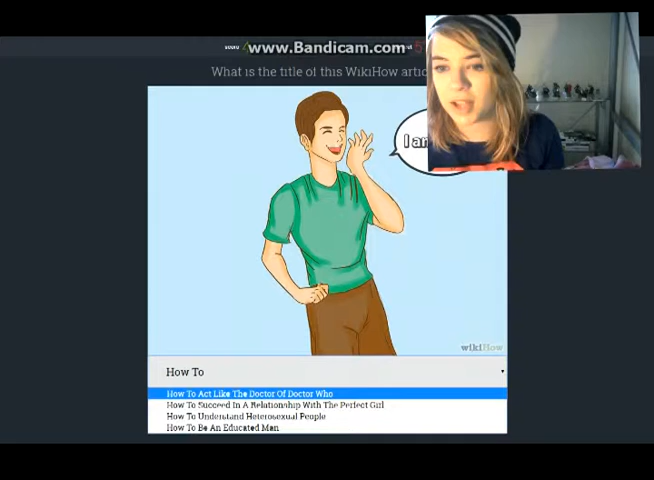 score
www.Bandicam.com
What is the title of this WikiHow
I am
wikiHow
How To
How To Act Like The Doctor Of Doctor Who
How To Succeed In A Relationship With The Perfect Girl
How To Understand Heterosexual People
How To Be An Educated Man